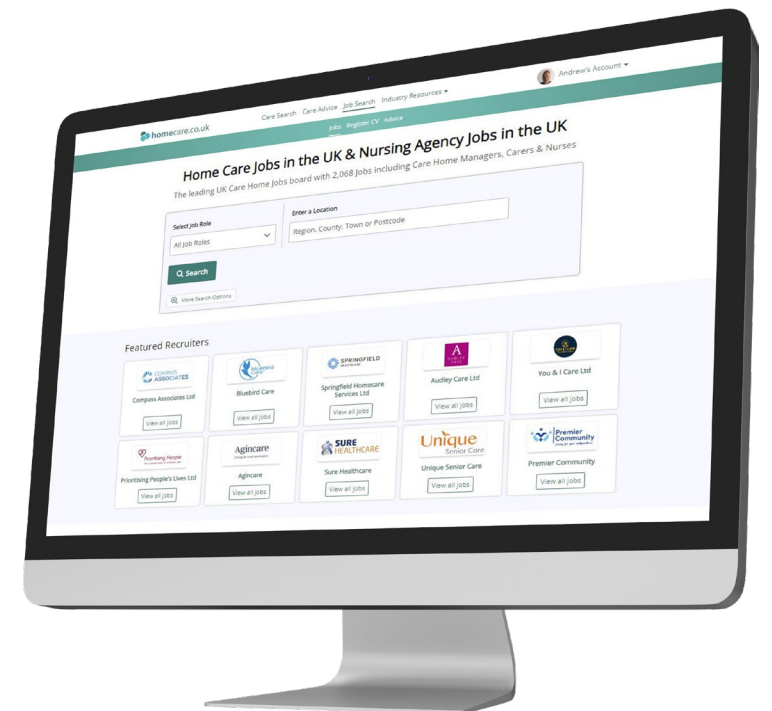 homecare.co.uk
Care Search Care Advice Job Search Industry Resources
Andrew's Account
Jobs Register CV Advice
Home Care Jobs in the UK & Nursing Agency Jobs in the UK
The leading UK Care Home Jobs board with 2,068 Jobs including Care Home Managers, Carers & Nurses
Select Job Role
Enter a Location
All Job Roles
Region, County, Town or Postcode
Search
More Search Options
Featured Recruiters
COMPASS ASSOCIATES
Compass Associates Ltd
View all jobs
bluebird care
Bluebird Care
View all jobs
SPRINGFIELD
HEALTHCARE
Springfield Homecare
Services Ltd
View all jobs
A
AUDLEY
CARE
Audley Care Ltd
View all jobs
You & I Care Ltd
View all jobs
Prioritising People
Prioritising People's Lives Ltd
View all jobs
Agincare
Agincare
View all jobs
SURE
HEALTHCARE
Sure Healthcare
View all jobs
Unique
Senior Care
Unique Senior Care
View all jobs
Premier
Community
Premier Community
View all jobs